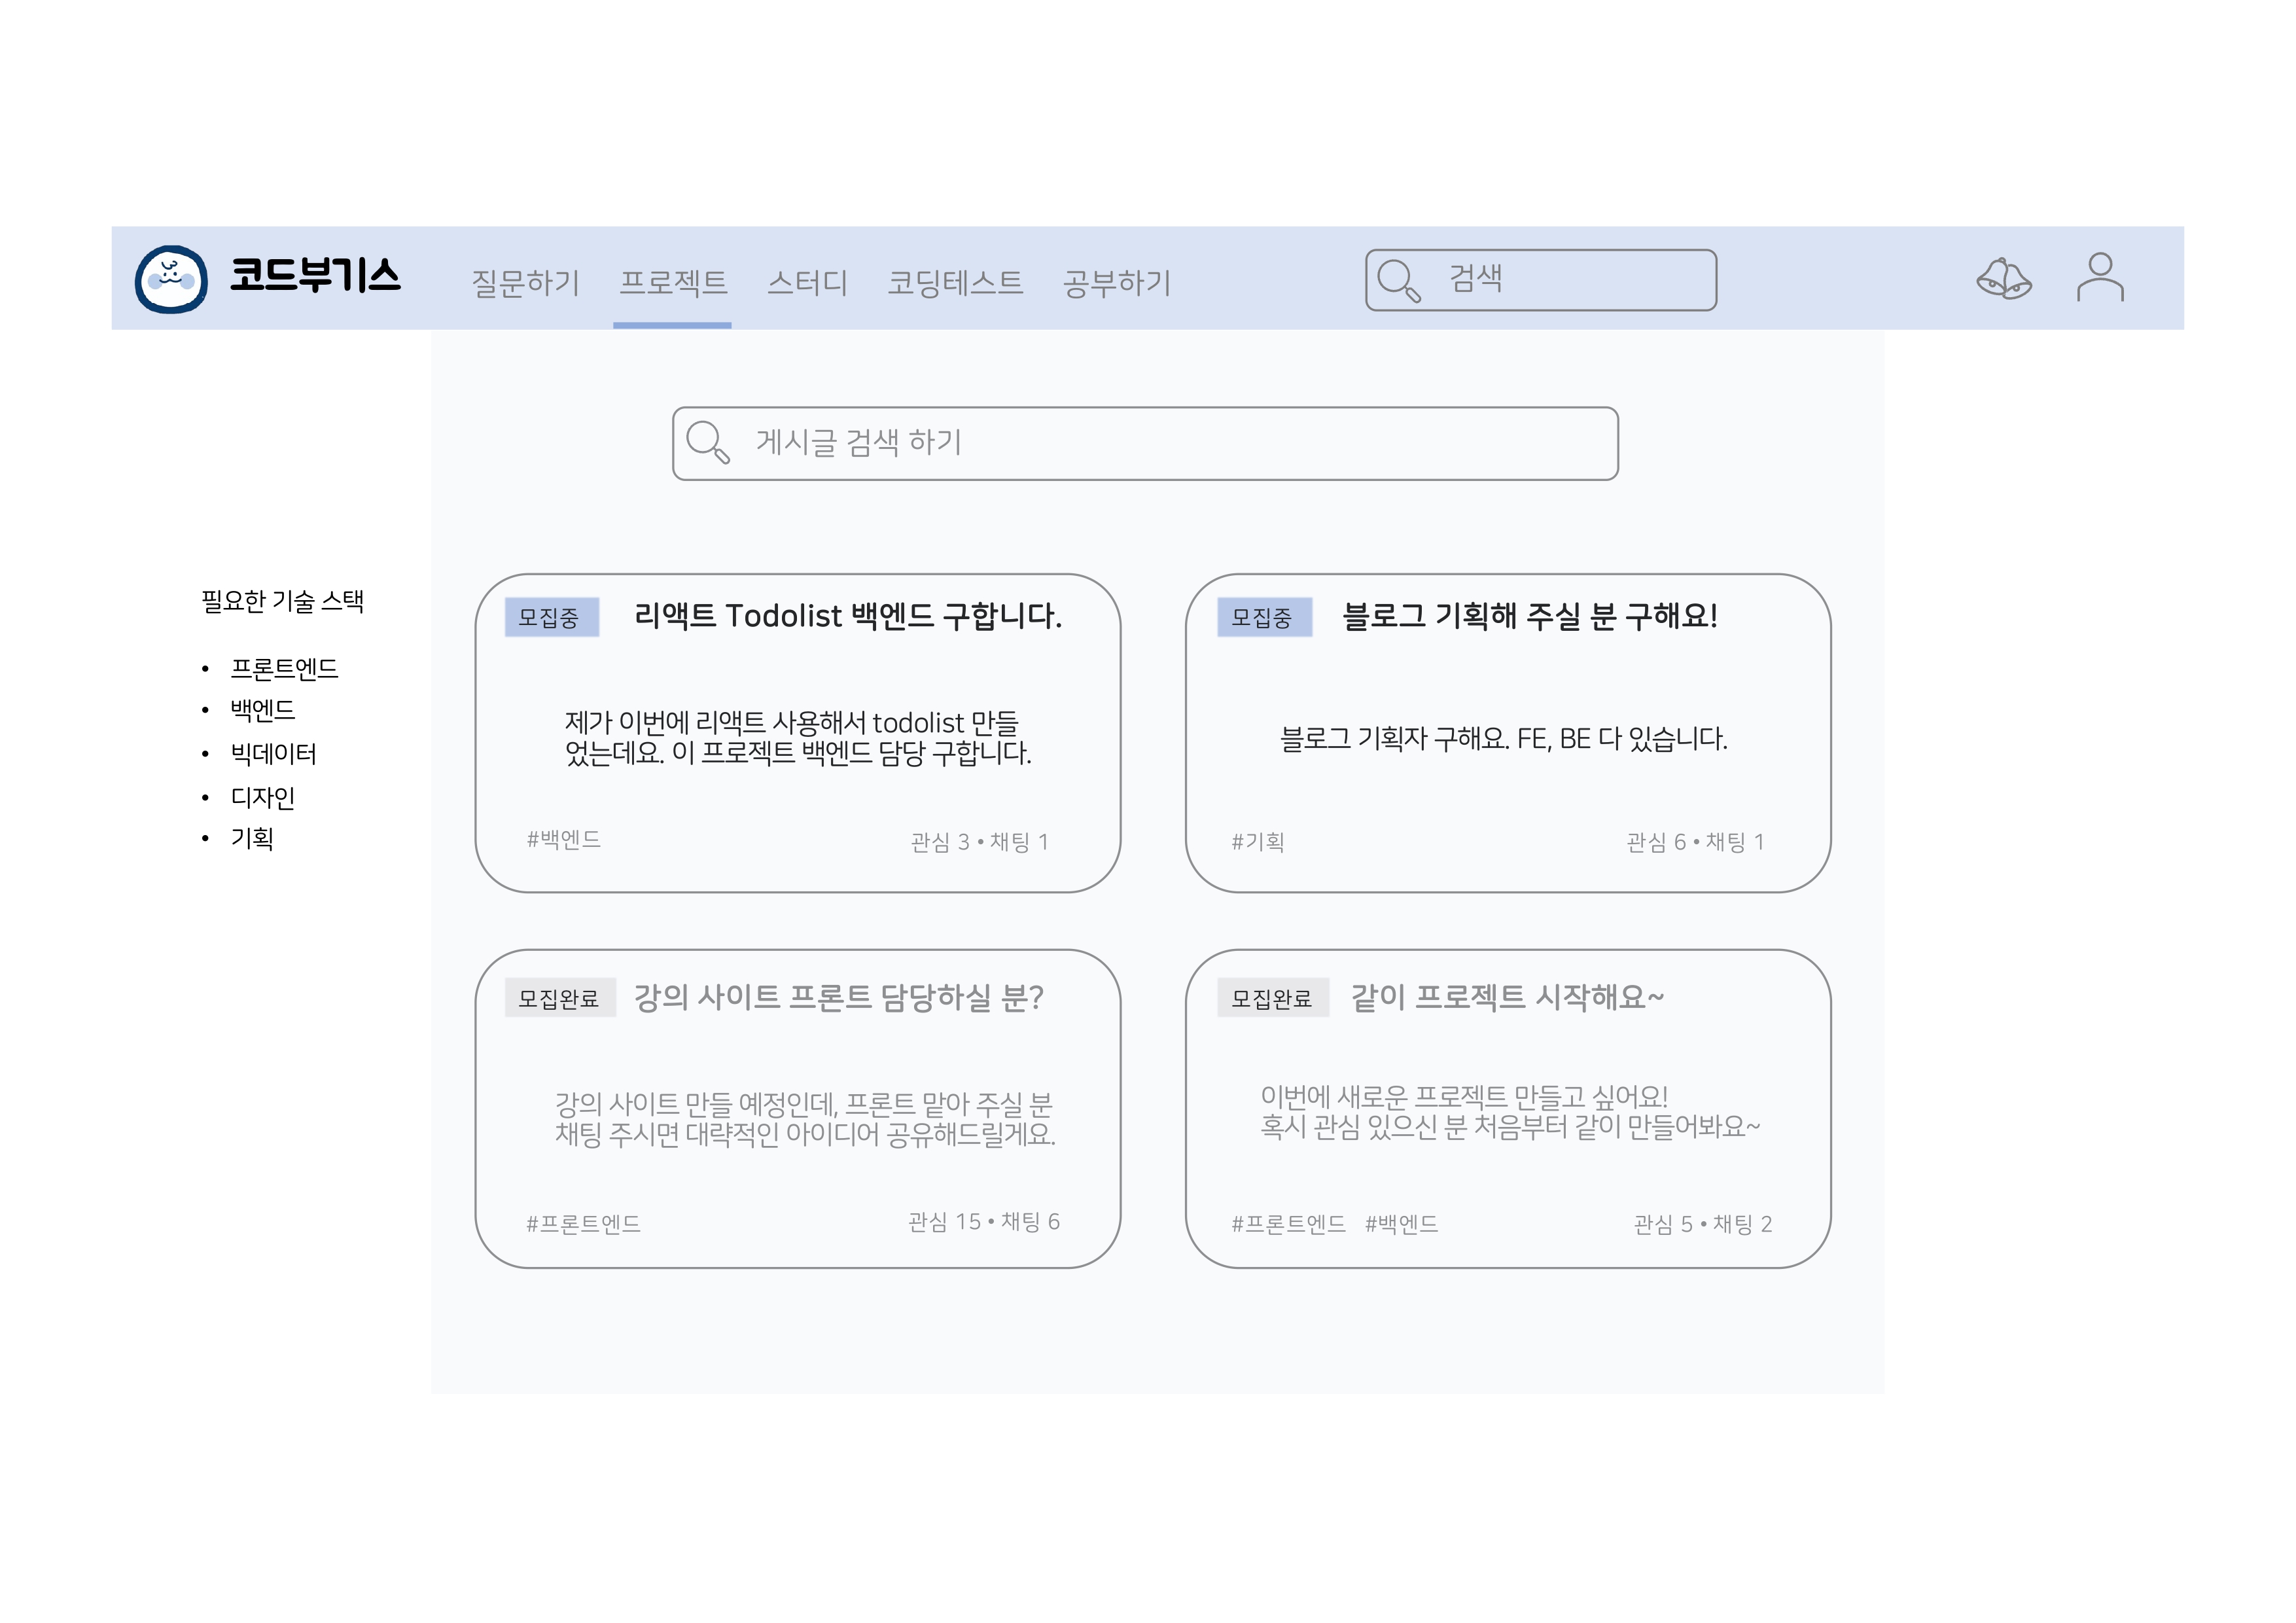 코드부기스
질문하기
프로젝트
스터디
코딩테스트
공부하기
검색
게시글 검색 하기
필요한 기술 스택
• 프론트엔드
• 백엔드
• 빅데이터
• 디자인
• 기획
모집중
리액트 Todolist 백엔드 구합니다.
제가 이번에 리액트 사용해서 todolist 만들
었는데요. 이 프로젝트 백엔드 담당 구합니다.
#백엔드
관심 3 • 채팅 1
모집중
블로그 기획해 주실 분 구해요!
블로그 기획자 구해요. FE, BE 다 있습니다.
#기획
관심 6 • 채팅 1
모집완료
강의 사이트 프론트 담당하실 분?
강의 사이트 만들 예정인데, 프론트 맡아 주실 분
채팅 주시면 대략적인 아이디어 공유해드릴게요.
#프론트엔드
관심 15 • 채팅 6
모집완료
같이 프로젝트 시작해요~
이번에 새로운 프로젝트 만들고 싶어요!
혹시 관심 있으신 분 처음부터 같이 만들어봐요~
#프론트엔드 #백엔드
관심 5 • 채팅 2